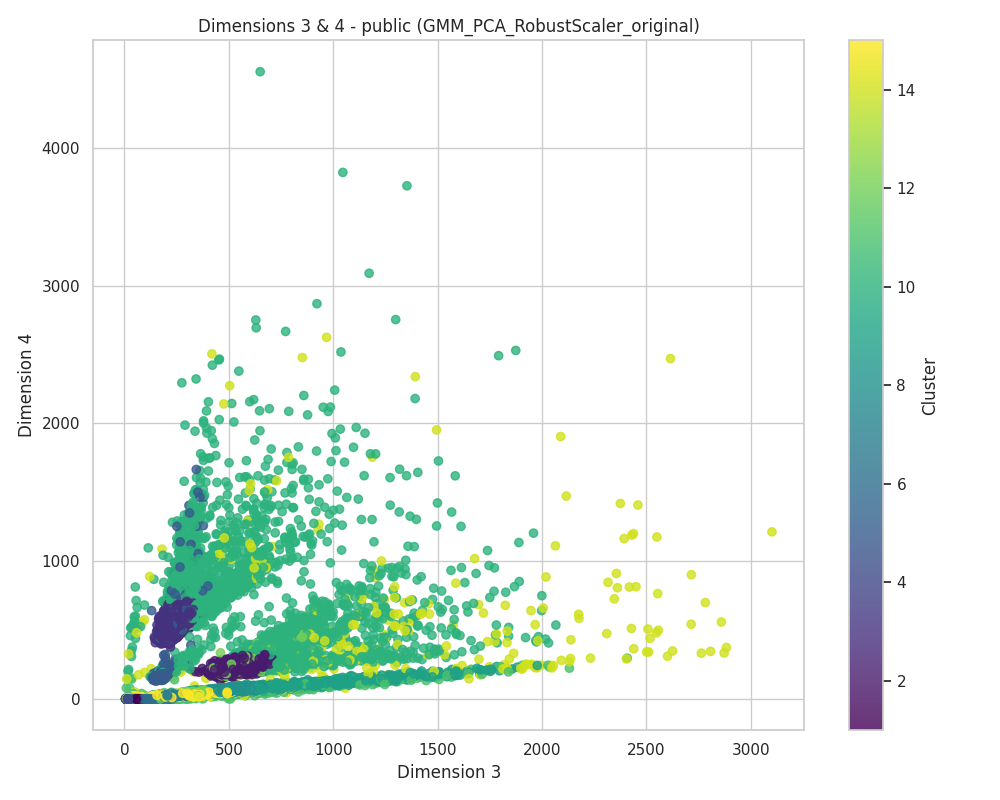 Dimensions 3 & 4 - public (GMM_PCA_RobustScaler_original)
Dimension 4
4000
3000
2000
1000
0
0 500 1000 1500 2000 2500 3000
Dimension 3
14
12
10
8
6
4
2
Cluster